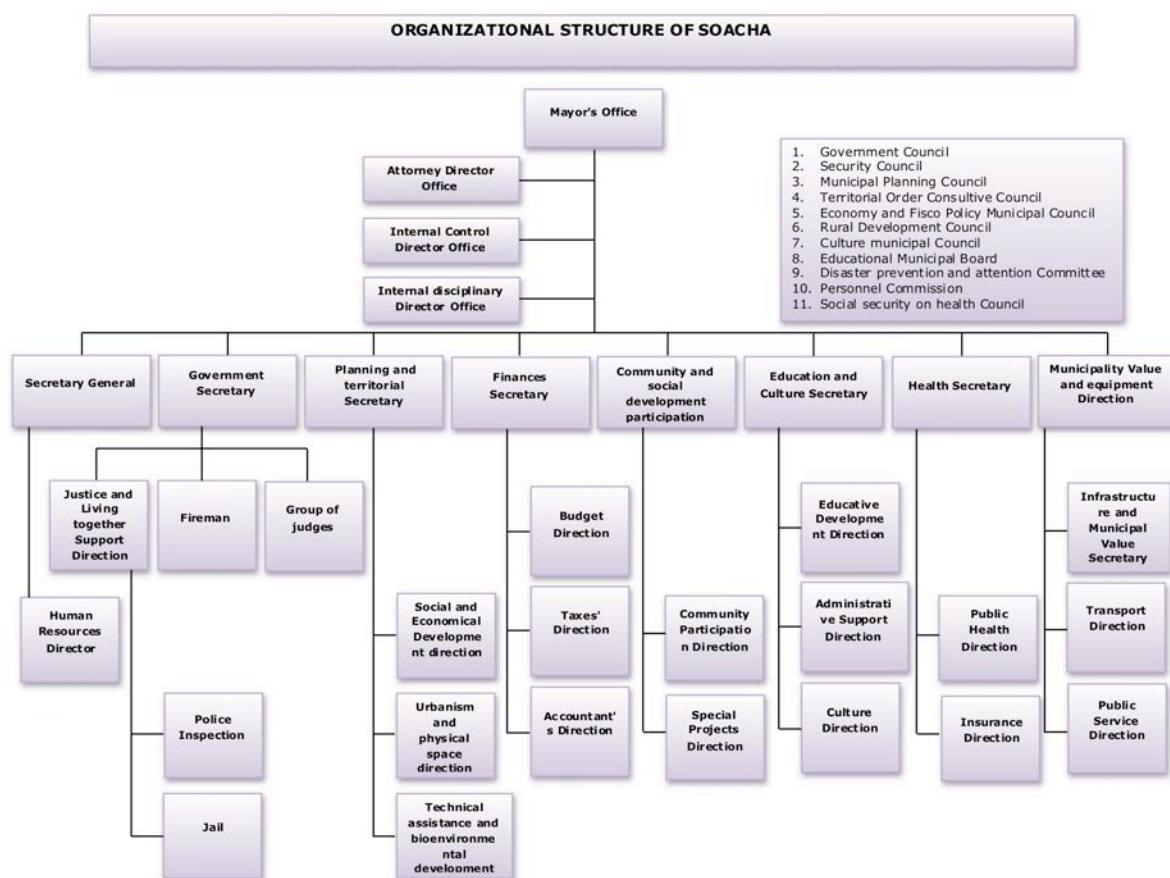 ORGANIZATIONAL STRUCTURE OF SOACHA
Mayor's Office
Attorney Director
Office
Internal Control
Director Office
Internal disciplinary
Director Office
1. Government Council
2. Security Council
3. Municipal Planning Council
4. Territorial Order Consultive Council
5. Economy and Fisco Policy Municipal Council
6. Rural Development Council
7. Culture municipal Council
8. Educational Municipal Board
9. Disaster prevention and attention Committee
10. Personnel Commission
11. Social security on health Council
Secretary General
Government
Secretary
Planning and
territorial
Secretary
Finances
Secretary
Community and
social
development
participation
Education and
Culture Secretary
Health Secretary
Municipality Value
and equipment
Direction
Justice and
Living
together
Support
Direction
Fireman
Group of
judges
Human
Resources
Director
Police
Inspection
Jail
Social and
Economical
Developme
nt direction
Urbanism
and
physical
space
direction
Technical
assistance and
bioenvironme
ntal
development
Budget
Direction
Taxes'
Direction
Accountant'
s Direction
Community
Participatio
n Direction
Special
Projects
Direction
Educative
Developme
nt Direction
Administrati
ve Support
Direction
Culture
Direction
Public
Health
Direction
Insurance
Direction
Infrastructu
re and
Municipal
Value
Secretary
Transport
Direction
Public
Service
Direction